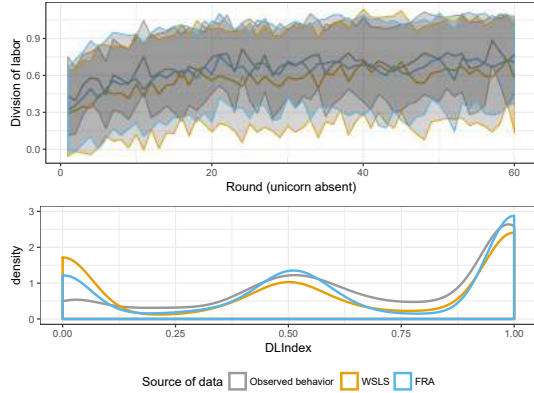 Division of labor
0.9
0.6
0.3
0.0
0
20
40
60
Round (unicorn absent)
density
3
2
1
0
0.00
0.25
0.50
0.75
1.00
DLIndex
Source of data
Observed behavior
WSLS
FRA